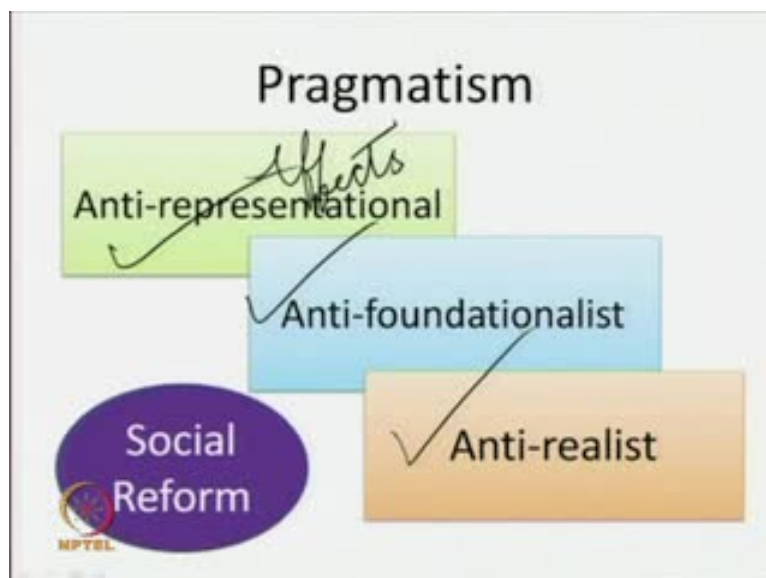 Pragmatism
Affects
Anti-representational
Anti-foundationalist
Anti-realist
Social
Reform
NPTEL